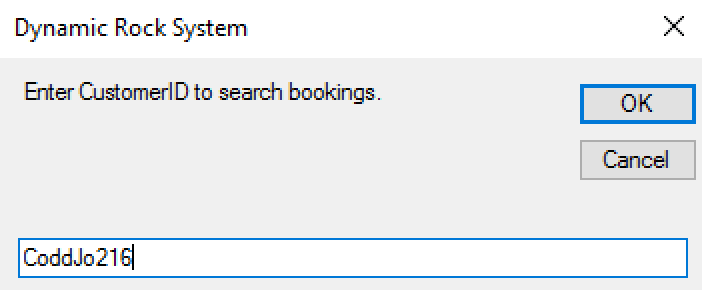 Dynamic Rock System
Enter CustomerID to search bookings.
OK
Cancel
CoddJo216